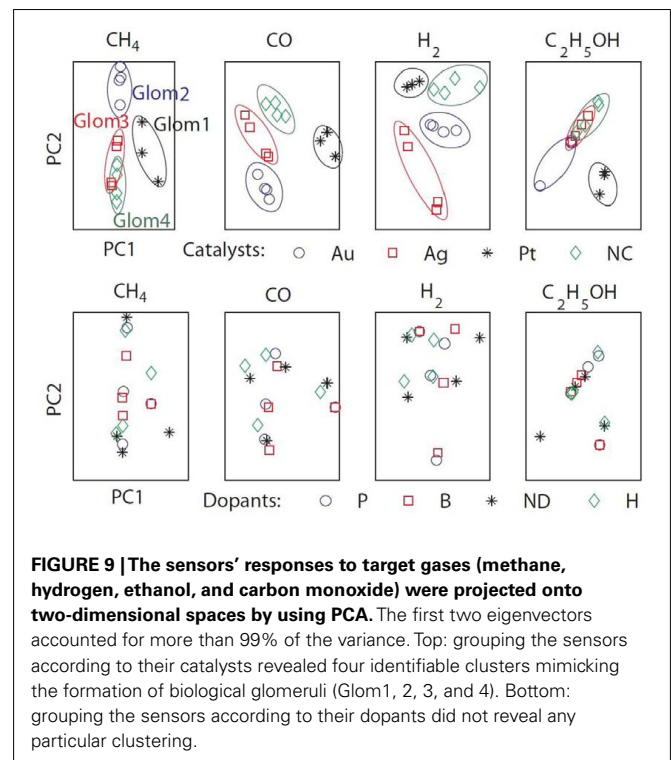 CH₄ CO H₂ C₂H₅OH
PC2
Glom2
Glom3 Glom1
Glom4
PC1 Catalysts: Au Ag Pt NC
CH₄ CO H₂ C₂H₅OH
PC2
PC1 Dopants: P B ND H
FIGURE 9 | The sensors’ responses to target gases (methane,
hydrogen, ethanol, and carbon monoxide) were projected onto
two-dimensional spaces by using PCA. The first two eigenvectors
accounted for more than 99% of the variance. Top: grouping the sensors
according to their catalysts revealed four identifiable clusters mimicking
the formation of biological glomeruli (Glom1, 2, 3, and 4). Bottom:
grouping the sensors according to their dopants did not reveal any
particular clustering.